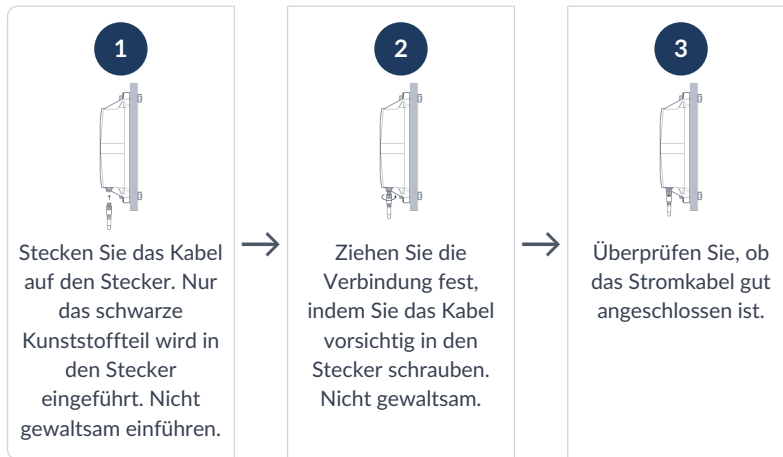 1
Stecken Sie das Kabel
auf den Stecker. Nur
das schwarze
Kunststoffteil wird in
den Stecker
eingeführt. Nicht
gewaltsam einführen.
2
Ziehen Sie die
Verbindung fest,
indem Sie das Kabel
vorsichtig in den
Stecker schrauben.
Nicht gewaltsam.
3
Überprüfen Sie, ob
das Stromkabel gut
angeschlossen ist.